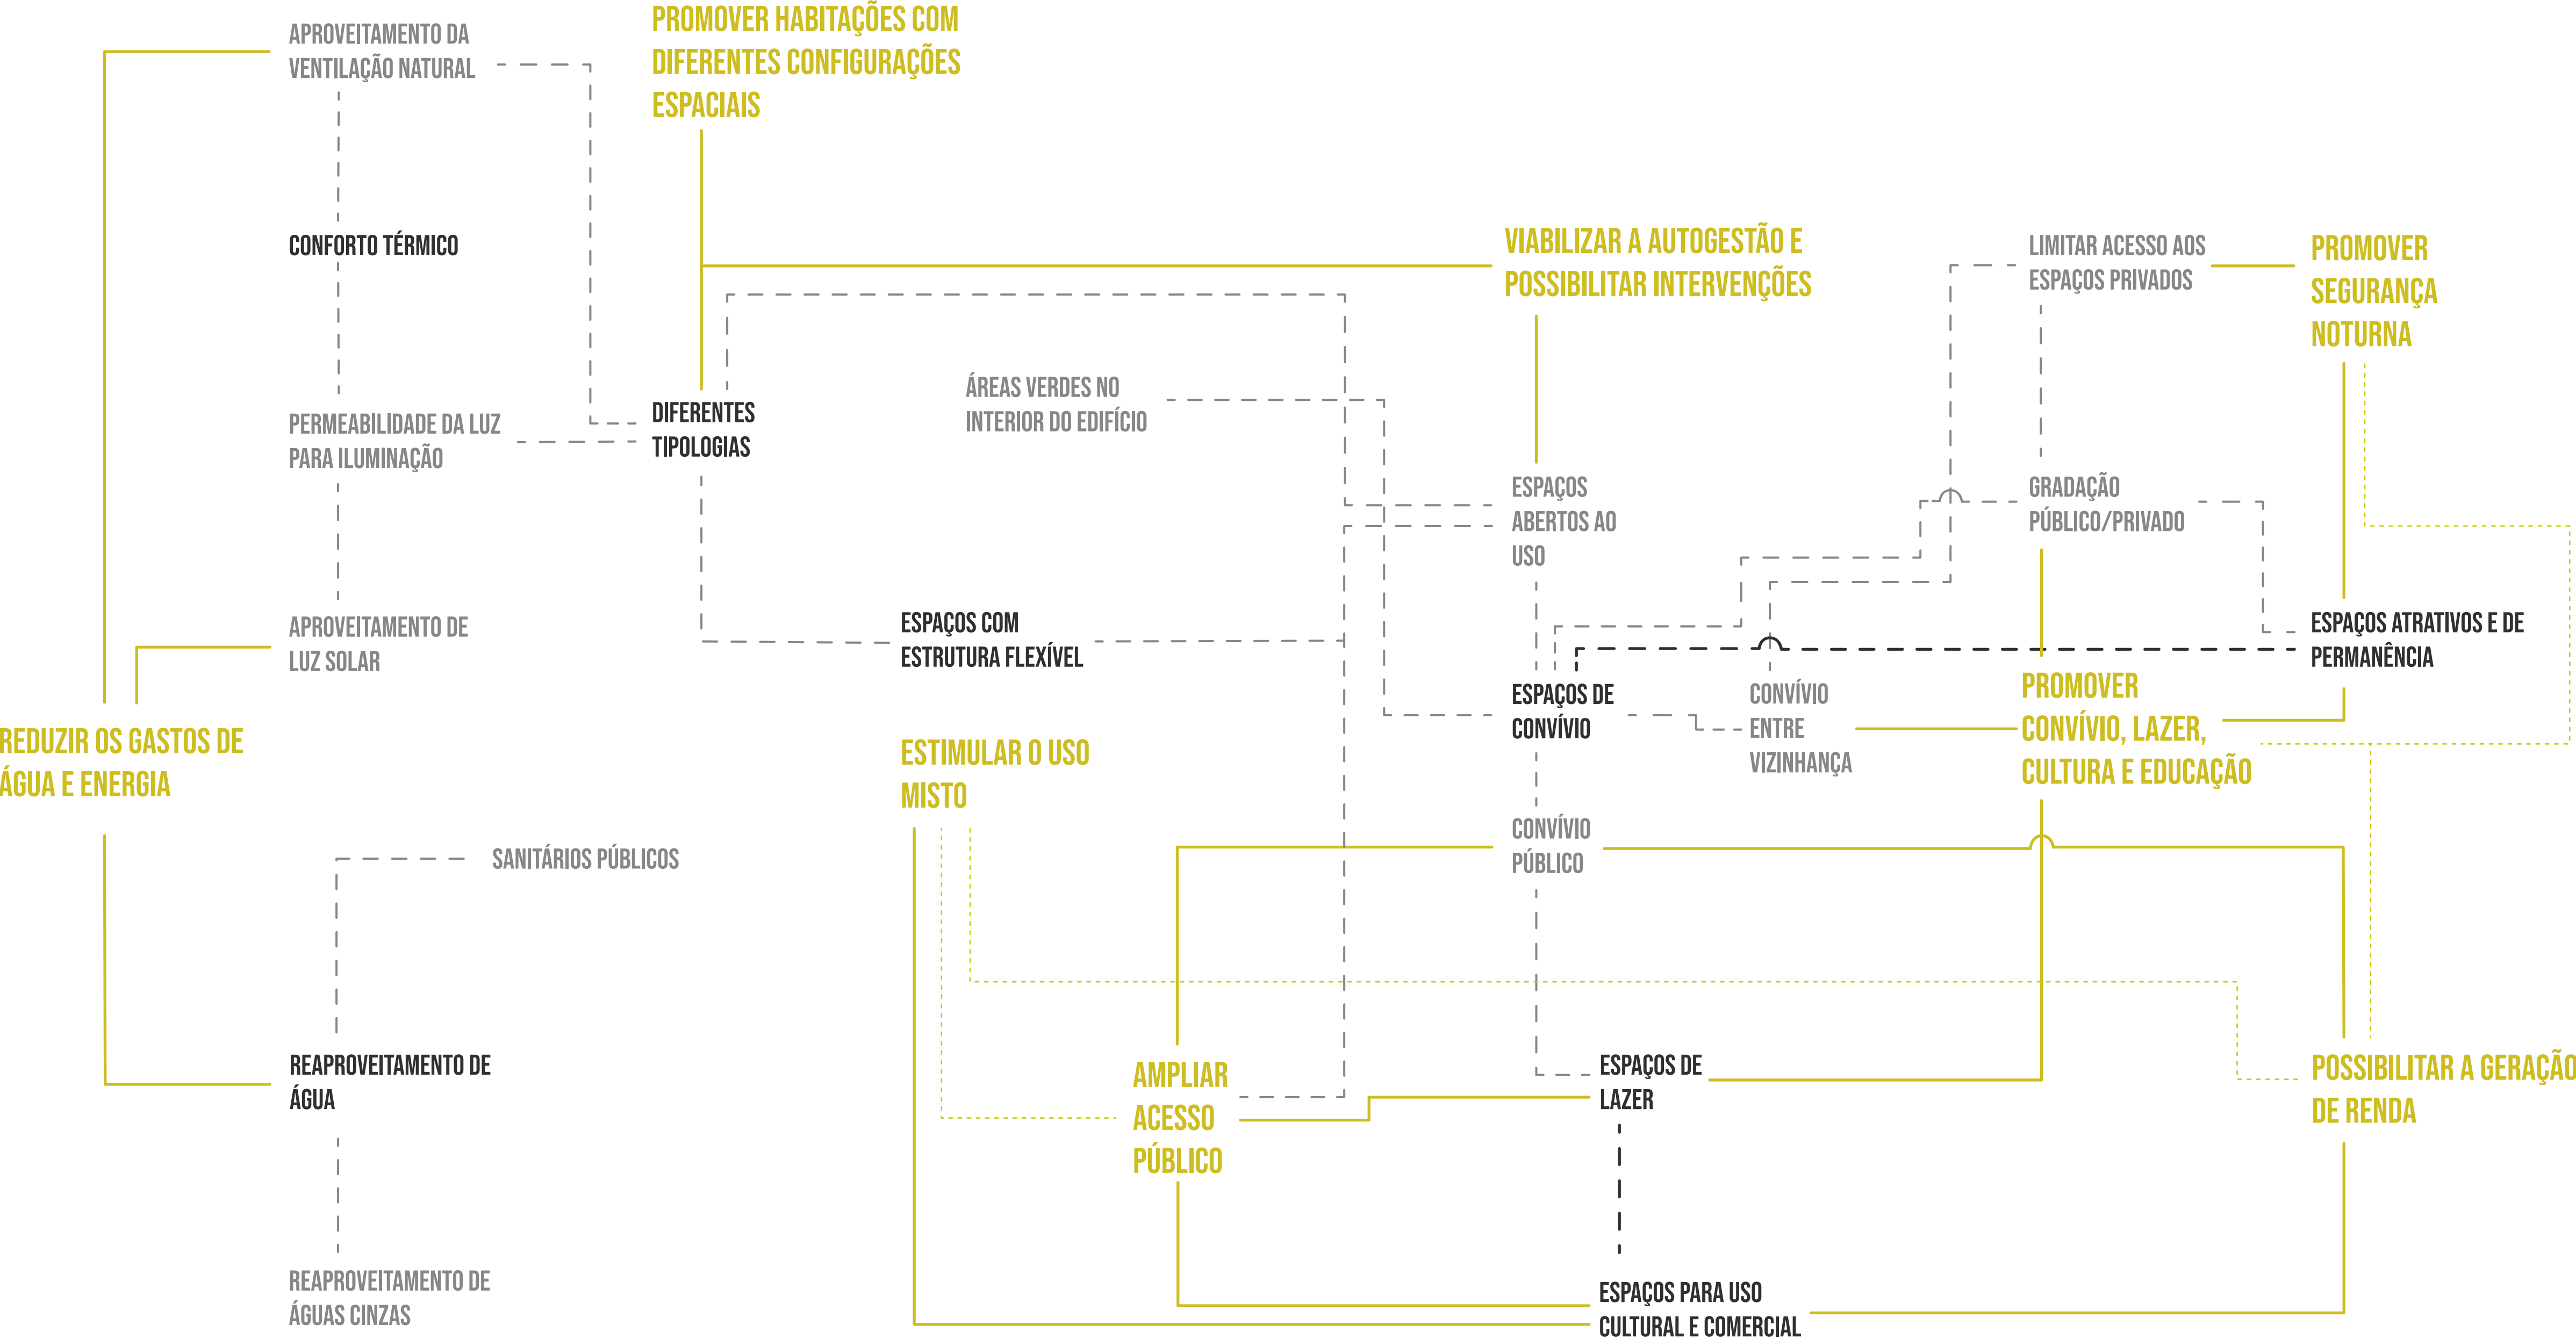 APROVEITAMENTO DA
VENTILAÇÃO NATURAL
PROMOVER HABITAÇÕES COM
DIFERENTES CONFIGURAÇÕES
ESPACIAIS
CONFORTO TÉRMICO
VIABILIZAR A AUTOGESTÃO E
POSSIBILITAR INTERVENÇÕES
LIMITAR ACESSO AOS
ESPAÇOS PRIVADOS
PROMOVER
SEGURANÇA
NOTURNA
PERMEABILIDADE DA LUZ
PARA ILUMINAÇÃO
DIFERENTES
TIPOLOGIAS
ÁREAS VERDES NO
INTERIOR DO EDIFÍCIO
ESPAÇOS
ABERTOS AO
USO
GRADAÇÃO
PÚBLICO/PRIVADO
APROVEITAMENTO DE
LUZ SOLAR
ESPAÇOS COM
ESTRUTURA FLEXÍVEL
ESPAÇOS ATRATIVOS E DE
PERMANÊNCIA
REDUZIR OS GASTOS DE
ÁGUA E ENERGIA
ESTIMULAR O USO
MISTO
ESPAÇOS DE
CONVÍVIO
CONVÍVIO
ENTRE
VIZINHANÇA
PROMOVER
CONVÍVIO, LAZER,
CULTURA E EDUCAÇÃO
SANITÁRIOS PÚBLICOS
CONVÍVIO
PÚBLICO
REAPROVEITAMENTO DE
ÁGUA
AMPLIAR
ACESSO
PÚBLICO
ESPAÇOS DE
LAZER
POSSIBILITAR A GERAÇÃO
DE RENDA
REAPROVEITAMENTO DE
ÁGUAS CINZAS
ESPAÇOS PARA USO
CULTURAL E COMERCIAL